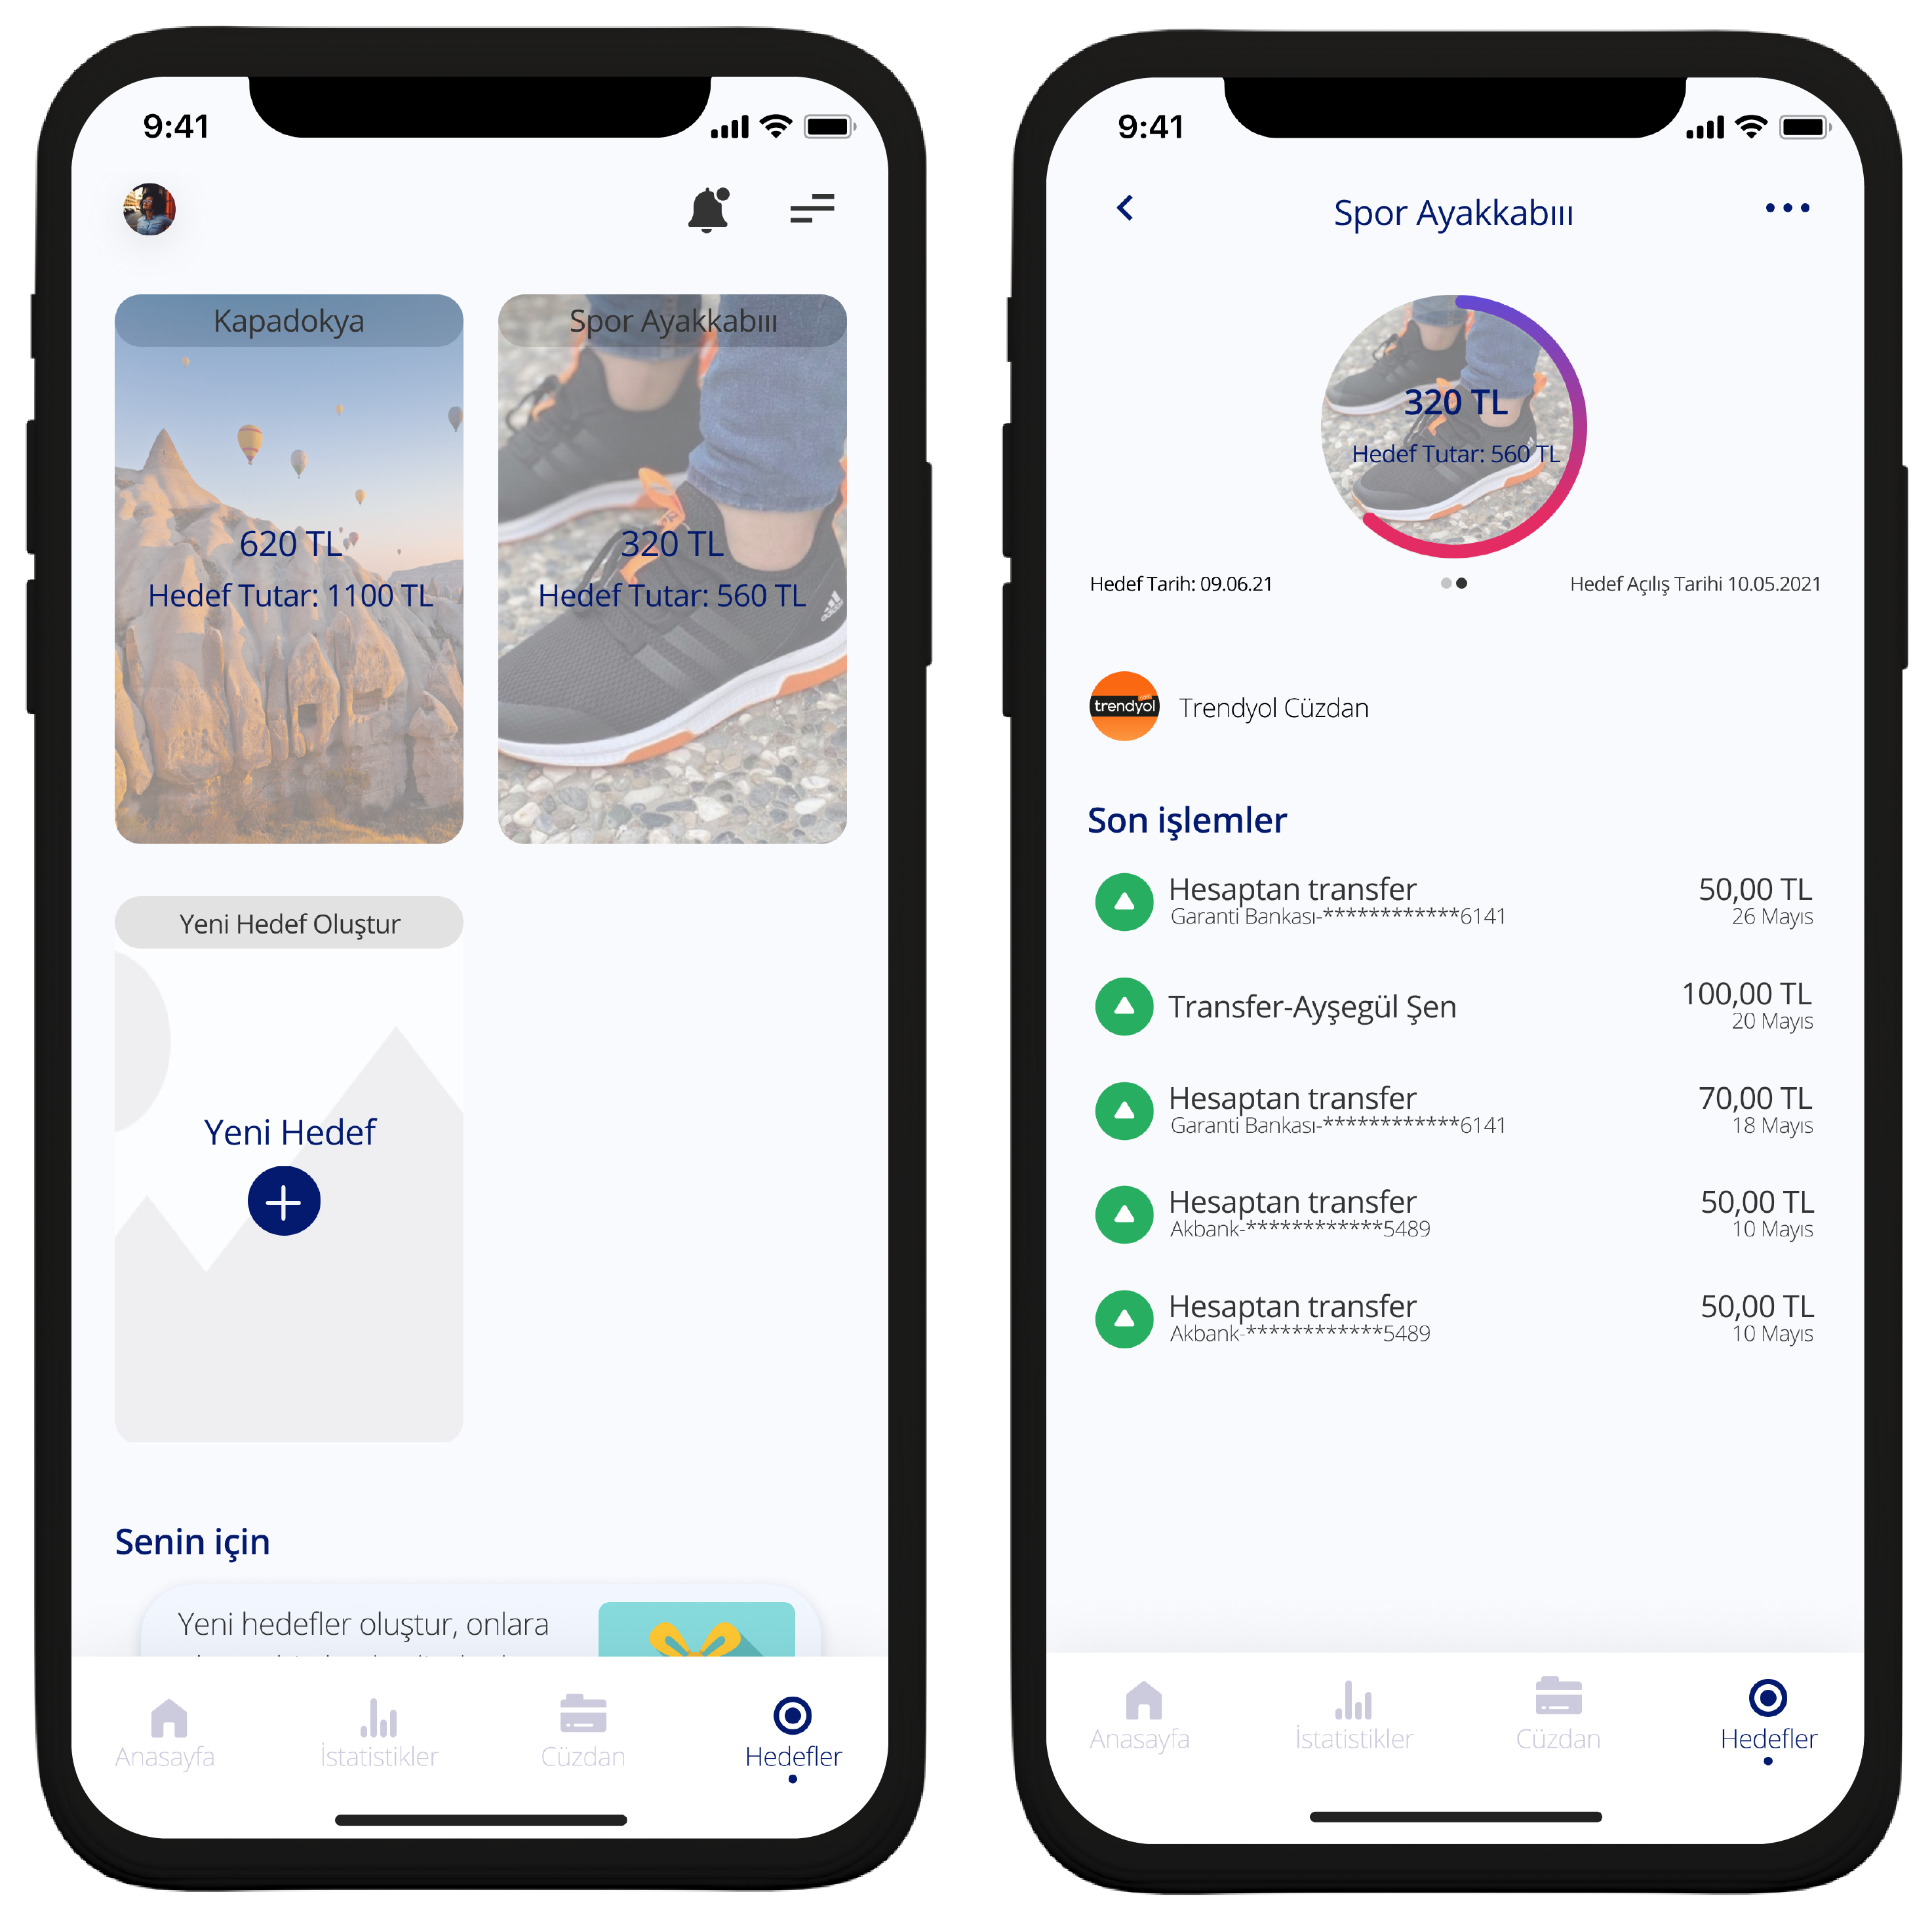 9:41
Kapadokya
Spor Ayakkabııı
620 TL
Hedef Tutar: 1100 TL
320 TL
Hedef Tutar: 560 TL
Yeni Hedef Oluştur
Yeni Hedef
Senin için
Yeni hedefler oluştur, onlara
Anasayfa
İstatistikler
Cüzdan
Hedefler
9:41
Spor Ayakkabııı
320 TL
Hedef Tutar: 560 TL
Hedef Tarih: 09.06.21
Hedef Açılış Tarihi 10.05.2021
trendyol
com
Trendyol Cüzdan
Son işlemler
Hesaptan transfer 50,00 TL
Garanti Bankası-************6141 26 Mayıs
Transfer-Ayşegül Şen 100,00 TL
20 Mayıs
Hesaptan transfer 70,00 TL
Garanti Bankası-************6141 18 Mayıs
Hesaptan transfer 50,00 TL
Akbank-************5489 10 Mayıs
Hesaptan transfer 50,00 TL
Akbank-************5489 10 Mayıs
Anasayfa
İstatistikler
Cüzdan
Hedefler